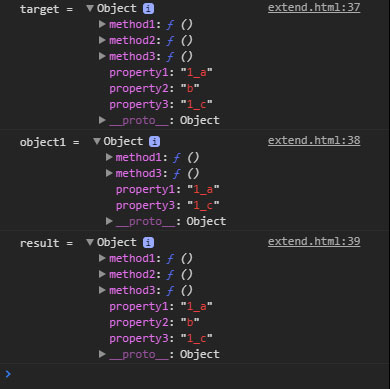 target = ▼Object i extend.html:37
▶method1: ƒ ()
▶method2: ƒ ()
▶method3: ƒ ()
property1: "1_a"
property2: "b"
property3: "1_c"
▶__proto__: Object
object1 = ▼Object i extend.html:38
▶method1: ƒ ()
▶method3: ƒ ()
property1: "1_a"
property3: "1_c"
▶__proto__: Object
result = ▼Object i extend.html:39
▶method1: ƒ ()
▶method2: ƒ ()
▶method3: ƒ ()
property1: "1_a"
property2: "b"
property3: "1_c"
▶__proto__: Object
>